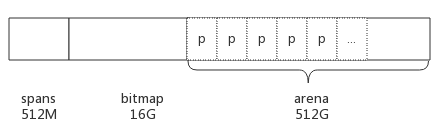 p p p p p ...
spans bitmap arena
512M 16G 512G